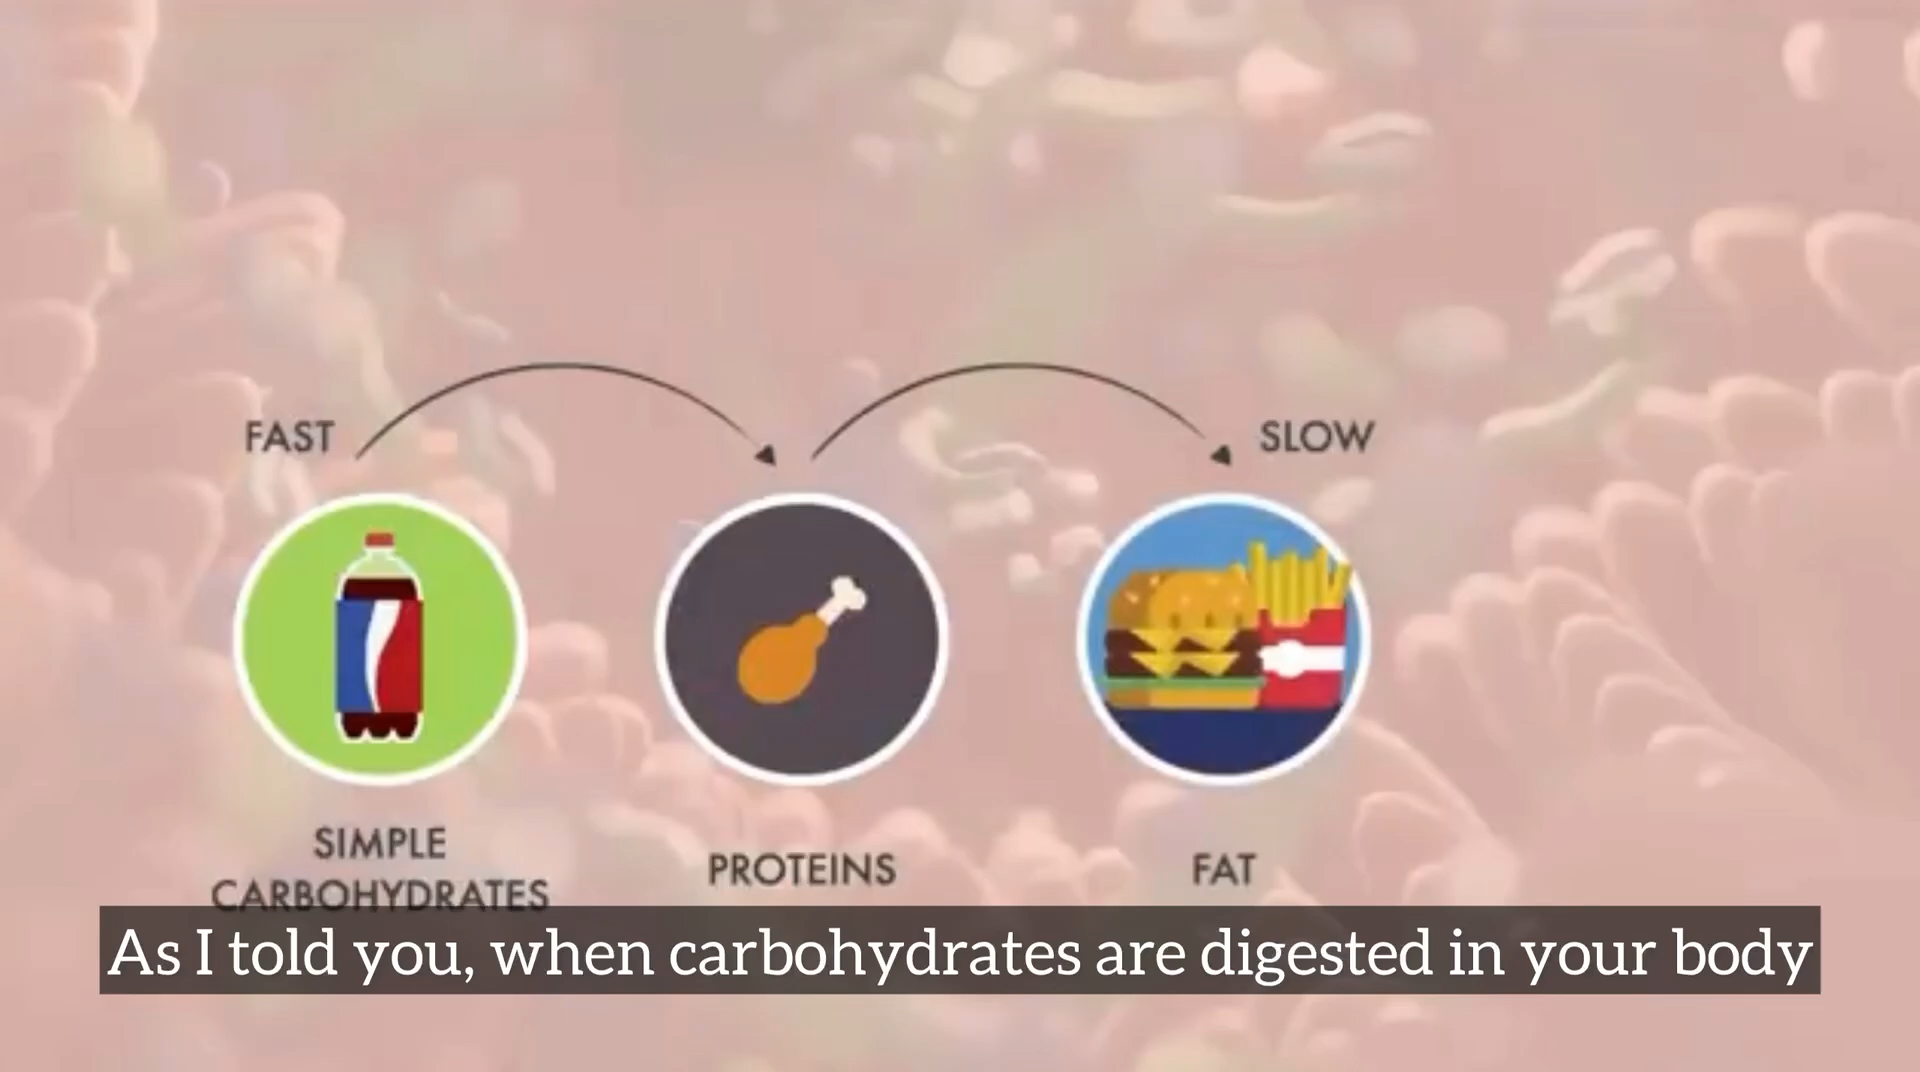 FAST
SLOW
SIMPLE
CARBOHYDRATES
PROTEINS
FAT
As I told you, when carbohydrates are digested in your body